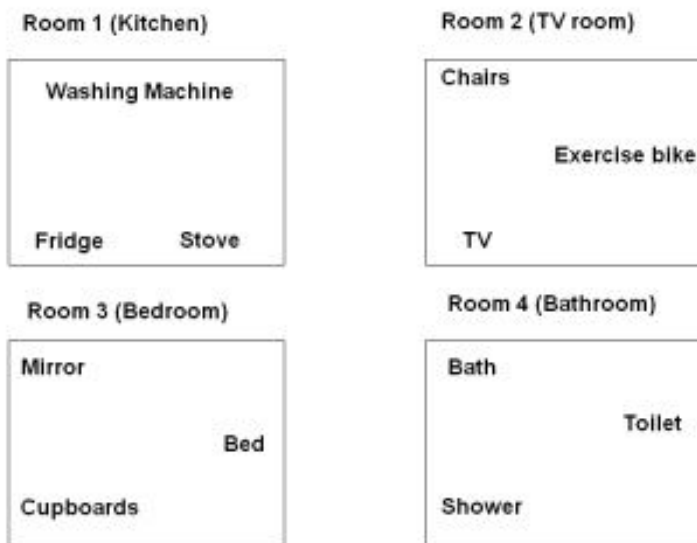 Room 1 (Kitchen)
Washing Machine
Fridge Stove
Room 2 (TV room)
Chairs
Exercise bike
TV
Room 3 (Bedroom)
Mirror
Bed
Cupboards
Room 4 (Bathroom)
Bath
Toilet
Shower